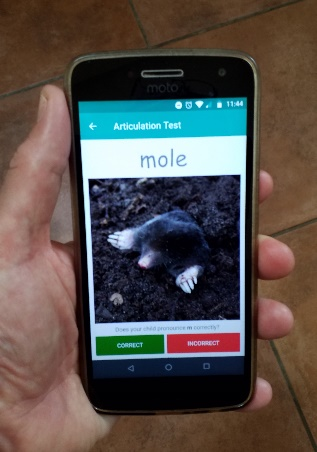 moto
11:44
Articulation Test
mole
Does your child pronounce m correctly?
CORRECT
INCORRECT